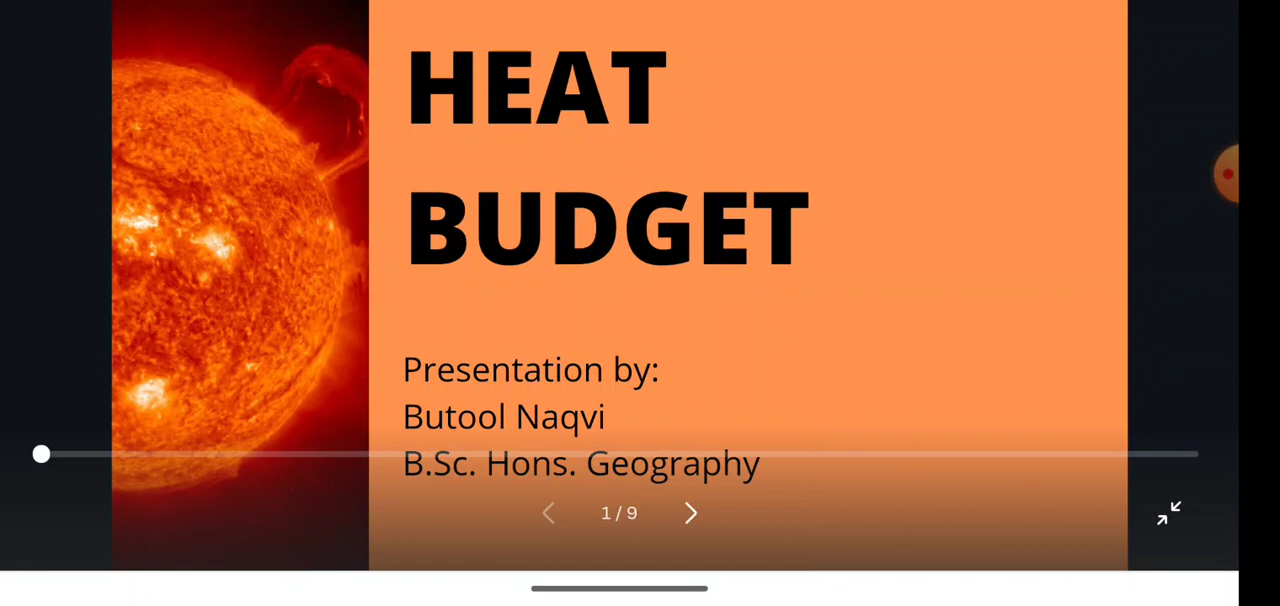 HEAT
BUDGET
Presentation by:
Butool Naqvi
B.Sc. Hons. Geography
1 / 9